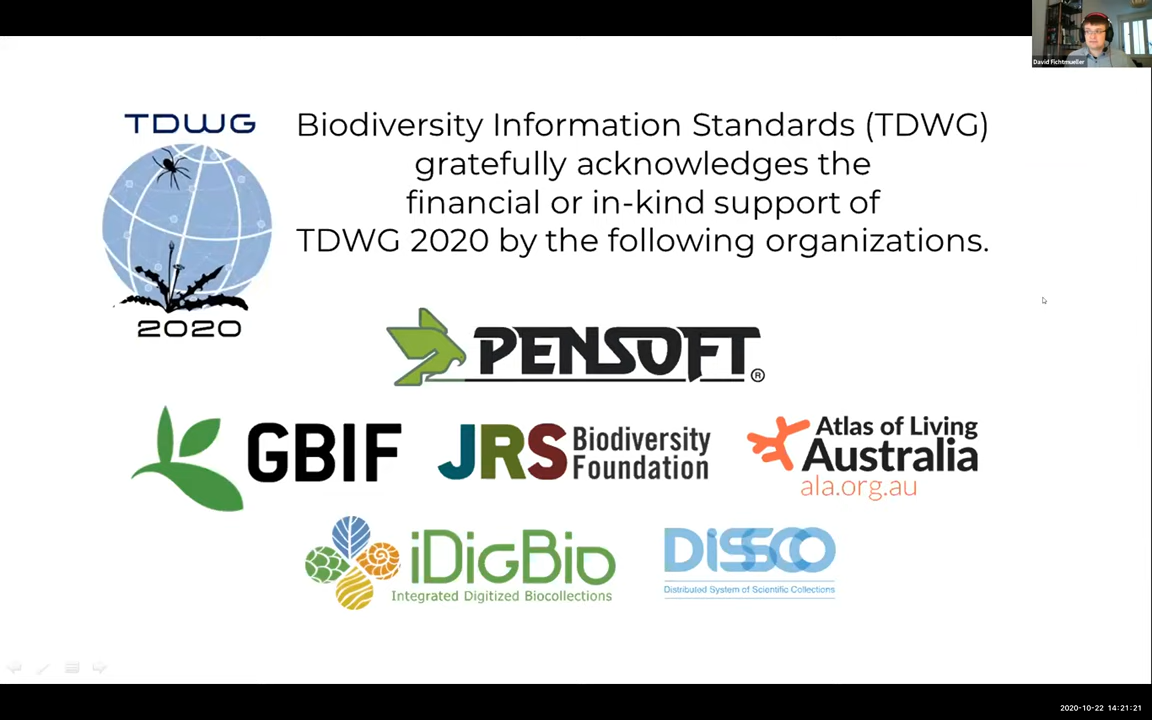 David Fichtmueller
TDWG
2020
Biodiversity Information Standards (TDWG)
gratefully acknowledges the
financial or in-kind support of
TDWG 2020 by the following organizations.
PENSOFT
®
GBIF
JRS Biodiversity
Foundation
Atlas of Living
Australia
ala.org.au
iDigBio
Integrated Digitized Biocollections
DiSSCo
Distributed System of Scientific Collections
2020-10-22 14:21:21